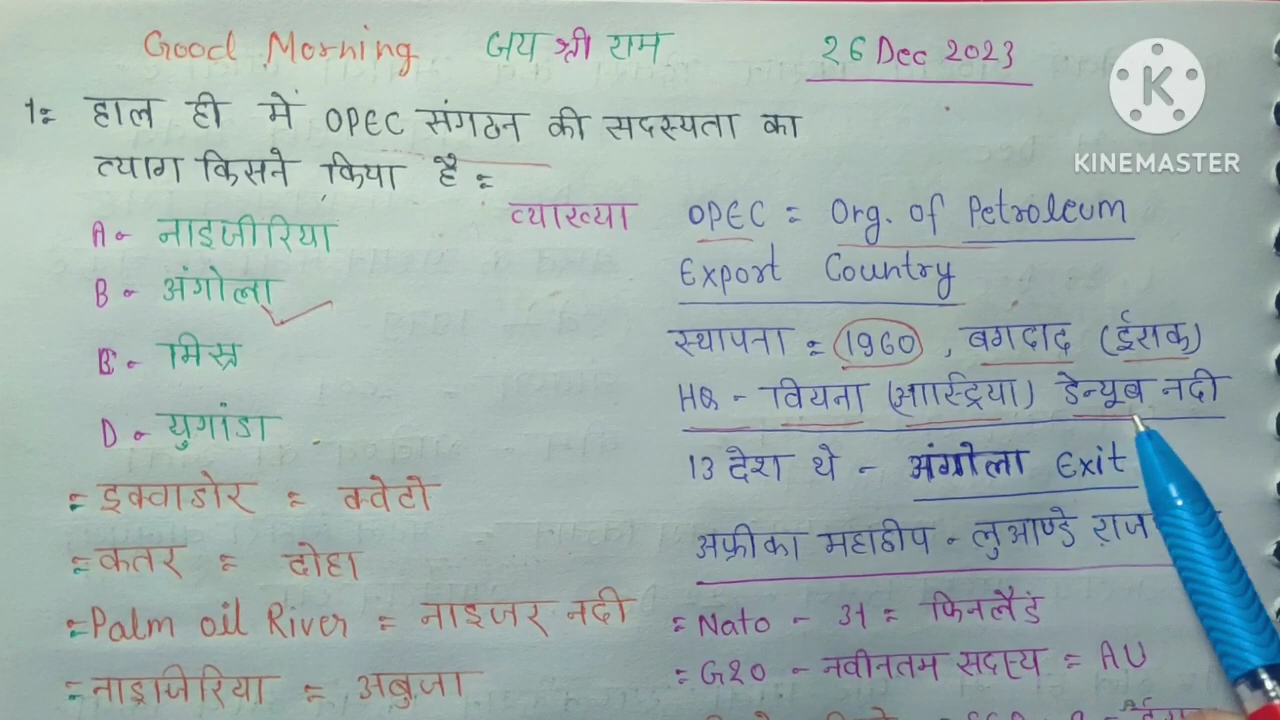 Good Morning जय श्री राम 26 Dec 2023
1= हाल ही में OPEC संगठन की सदस्यता का
त्याग किसने किया है =
A - नाइजीरिया
B - अंगोला
C - मिस्र
D - युगांडा
= इक्वाडोर = क्वेटो
= कतर = दोहा
= Palm oil River = नाइजर नदी
= नाइजिरिया = अबुजा
व्याख्या OPEC = Org. of Petroleum
Export Country
स्थापना = 1960, बगदाद (ईराक)
HQ - वियना (आस्ट्रिया) डेन्यूब नदी
13 देश थे - अंगोला Exit
अफ्रीका महाद्वीप - लुआण्डे राज
= Nato - 31 = फिनलैडं
= G20 - नवीनतम सदस्य = AU
KINEMASTER